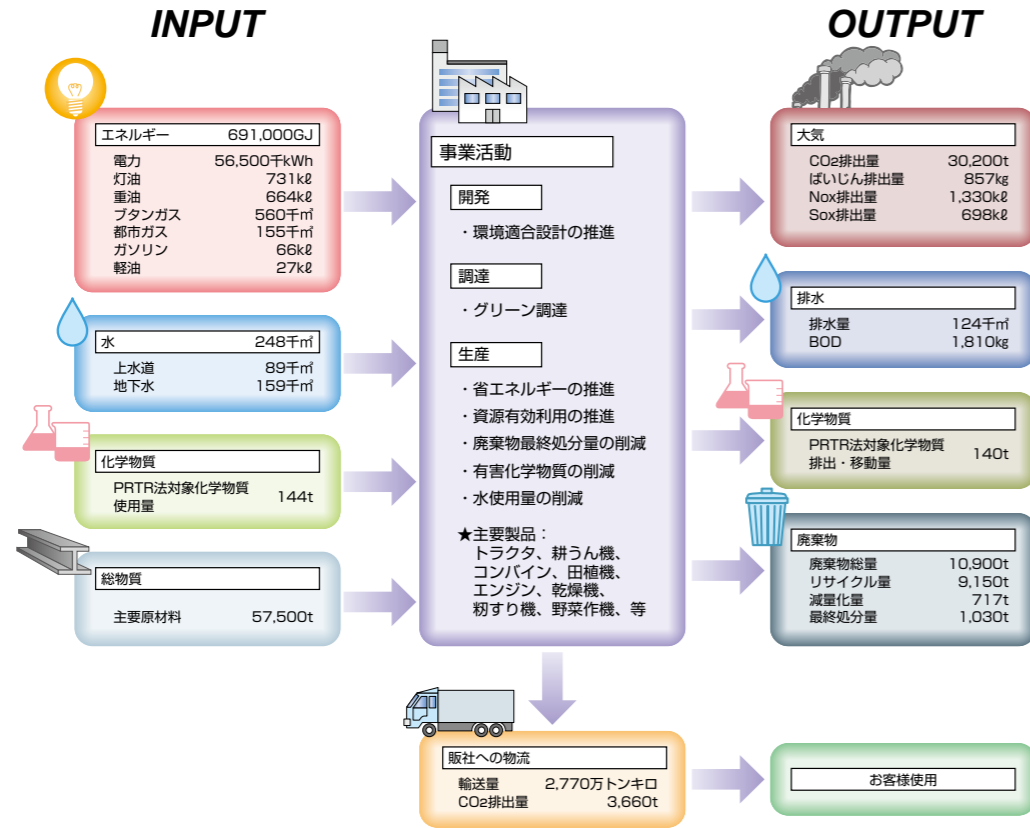 INPUT
エネルギー 691,000GJ
電力 56,500千kWh
灯油 731kℓ
重油 664kℓ
ブタンガス 560千㎥
都市ガス 155千㎥
ガソリン 66kℓ
軽油 27kℓ
水 248千㎥
上水道 89千㎥
地下水 159千㎥
化学物質
PRTR法対象化学物質
使用量 144t
総物質
主要原材料 57,500t
事業活動
開発
・環境適合設計の推進
調達
・グリーン調達
生産
・省エネルギーの推進
・資源有効利用の推進
・廃棄物最終処分量の削減
・有害化学物質の削減
・水使用量の削減
★主要製品：
トラクタ、耕うん機、
コンバイン、田植機、
エンジン、乾燥機、
籾すり機、野菜作機、等
OUTPUT
大気
CO2排出量 30,200t
ばいじん排出量 857kg
Nox排出量 1,330kℓ
Sox排出量 698kℓ
排水
排水量 124千㎥
BOD 1,810kg
化学物質
PRTR法対象化学物質
排出・移動量 140t
廃棄物
廃棄物総量 10,900t
リサイクル量 9,150t
減量化量 717t
最終処分量 1,030t
販社への物流
輸送量 2,770万トンキロ
CO2排出量 3,660t
お客様使用